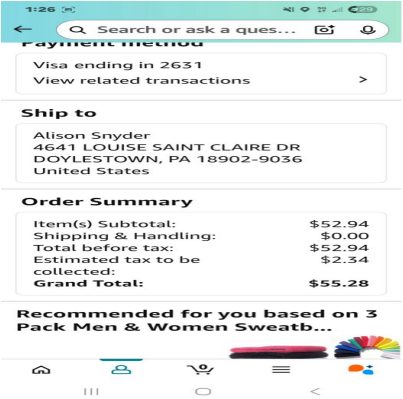 1:26
Search or ask a ques...
Payment method
Visa ending in 2631
View related transactions >
Ship to
Alison Snyder
4641 LOUISE SAINT CLAIRE DR
DOYLESTOWN, PA 18902-9036
United States
Order Summary
Item(s) Subtotal: $52.94
Shipping & Handling: $0.00
Total before tax: $52.94
Estimated tax to be $2.34
collected:
Grand Total: $55.28
Recommended for you based on 3
Pack Men & Women Sweatb...
0